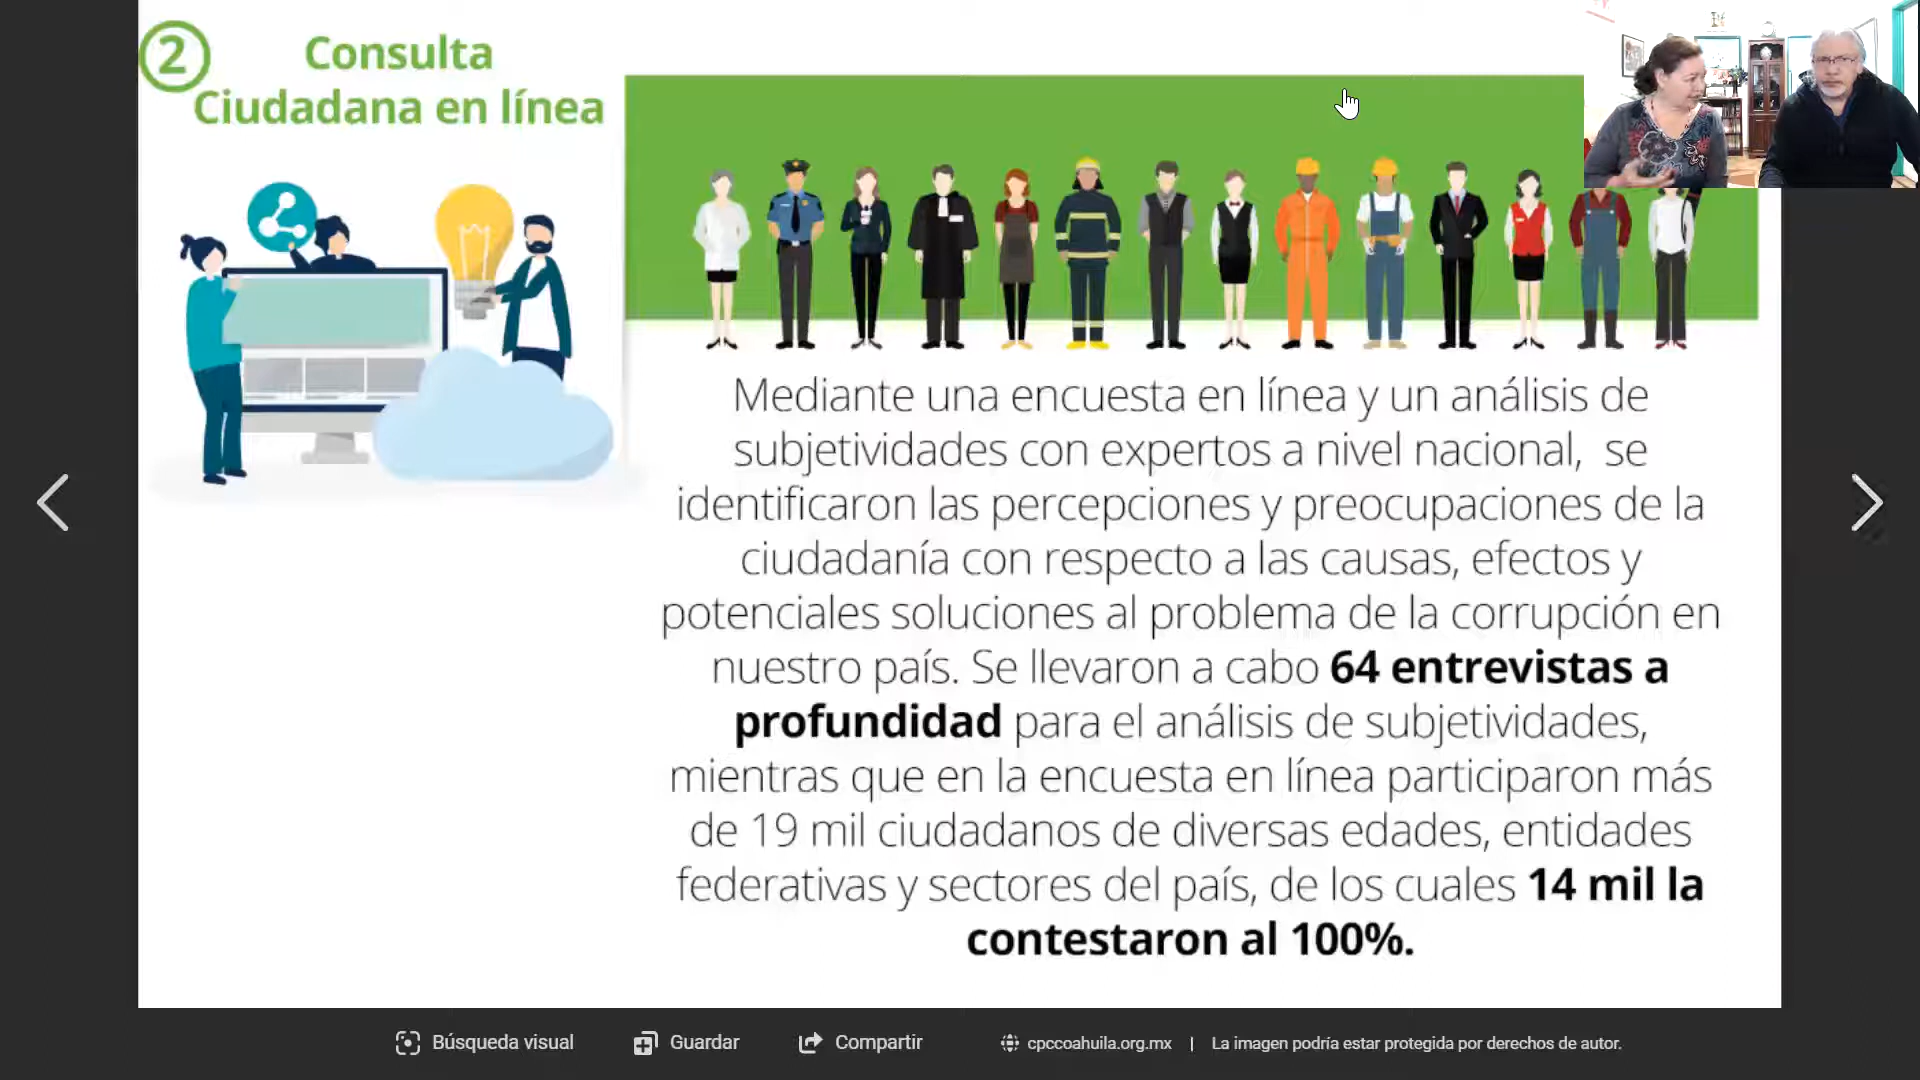 2
Consulta
Ciudadana en línea
Mediante una encuesta en línea y un análisis de
subjetividades con expertos a nivel nacional, se
identificaron las percepciones y preocupaciones de la
ciudadanía con respecto a las causas, efectos y
potenciales soluciones al problema de la corrupción en
nuestro país. Se llevaron a cabo 64 entrevistas a
profundidad para el análisis de subjetividades,
mientras que en la encuesta en línea participaron más
de 19 mil ciudadanos de diversas edades, entidades
federativas y sectores del país, de los cuales 14 mil la
contestaron al 100%.
Búsqueda visual Guardar Compartir cpccoahuila.org.mx | La imagen podría estar protegida por derechos de autor.